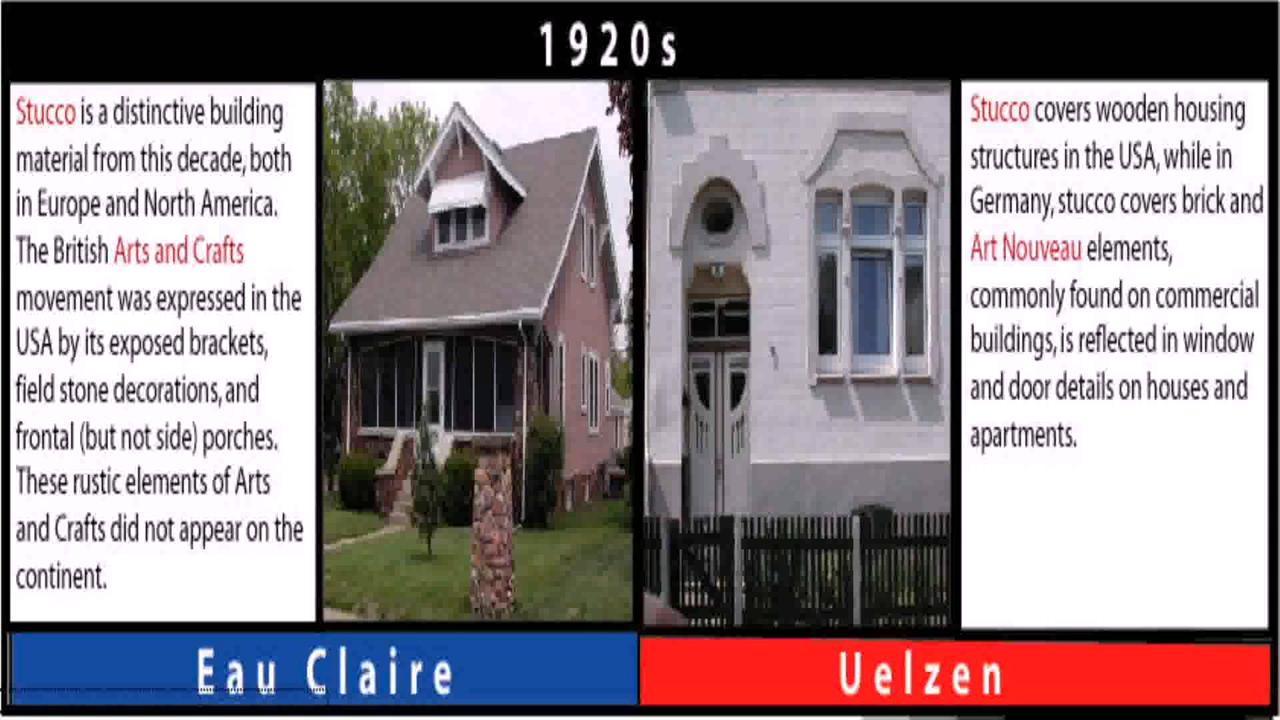 1920s
Stucco is a distinctive building
material from this decade, both
in Europe and North America.
The British Arts and Crafts
movement was expressed in the
USA by its exposed brackets,
field stone decorations, and
frontal (but not side) porches.
These rustic elements of Arts
and Crafts did not appear on the
continent.
Stucco covers wooden housing
structures in the USA, while in
Germany, stucco covers brick and
Art Nouveau elements,
commonly found on commercial
buildings, is reflected in window
and door details on houses and
apartments.
Eau Claire
Uelzen